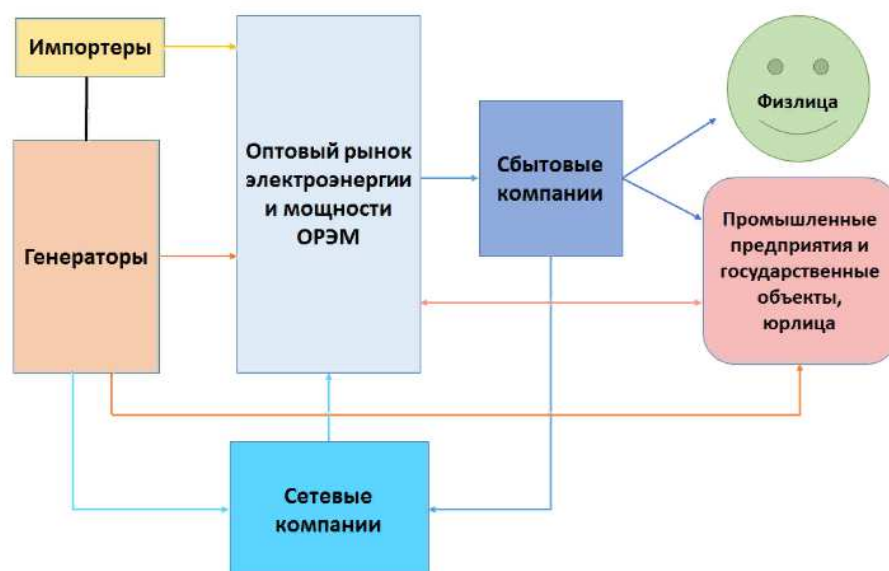 Импортеры
Генераторы
Оптовый рынок
электроэнергии
и мощности
ОРЭМ
Сбытовые
компании
Физлица
Промышленные
предприятия и
государственные
объекты,
юрлица
Сетевые
компании